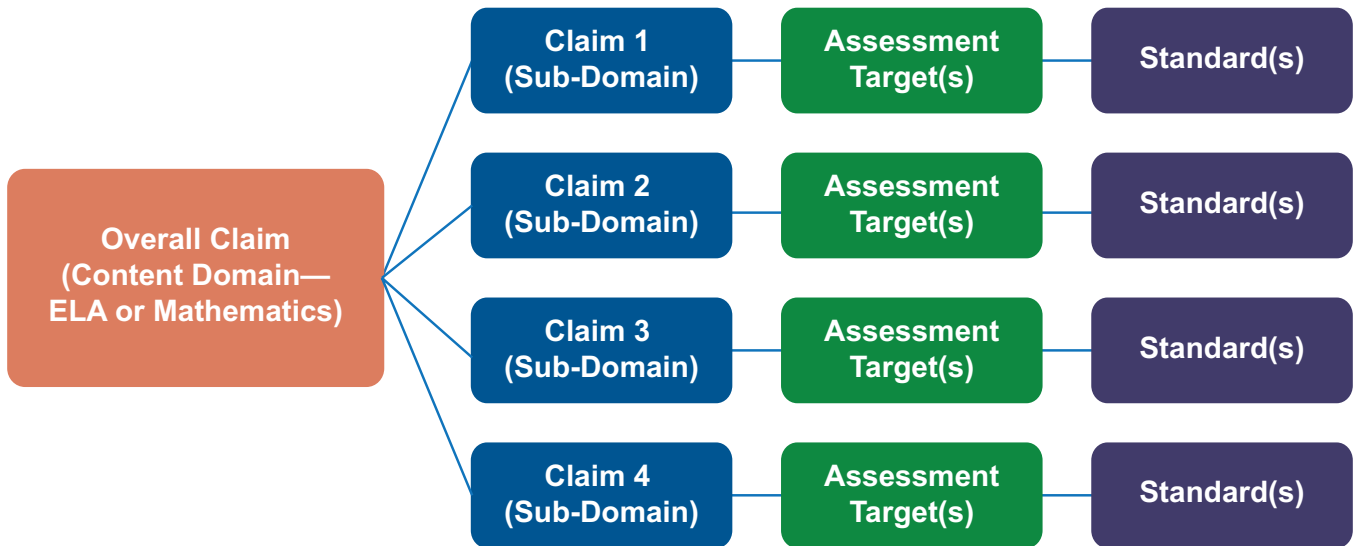 Overall Claim
(Content Domain—
ELA or Mathematics)
Claim 1
(Sub-Domain)
Assessment
Target(s)
Standard(s)
Claim 2
(Sub-Domain)
Assessment
Target(s)
Standard(s)
Claim 3
(Sub-Domain)
Assessment
Target(s)
Standard(s)
Claim 4
(Sub-Domain)
Assessment
Target(s)
Standard(s)